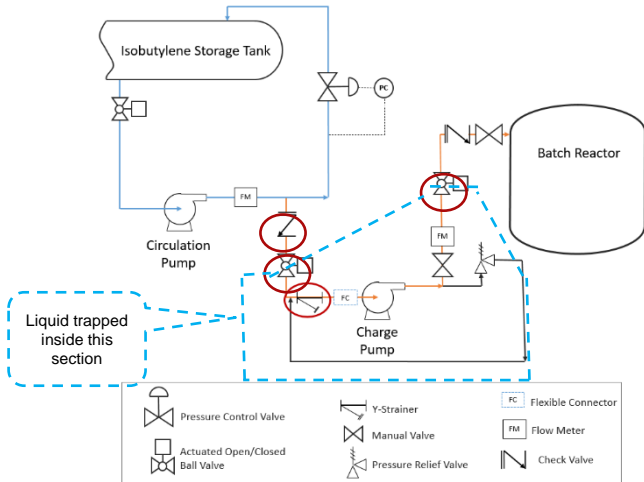 Isobutylene Storage Tank
PC
FM
Circulation
Pump
Batch Reactor
FM
FC
Charge
Pump
Liquid trapped
inside this
section
Pressure Control Valve
Actuated Open/Closed
Ball Valve
Y-Strainer
Manual Valve
Pressure Relief Valve
FC Flexible Connector
FM Flow Meter
Check Valve